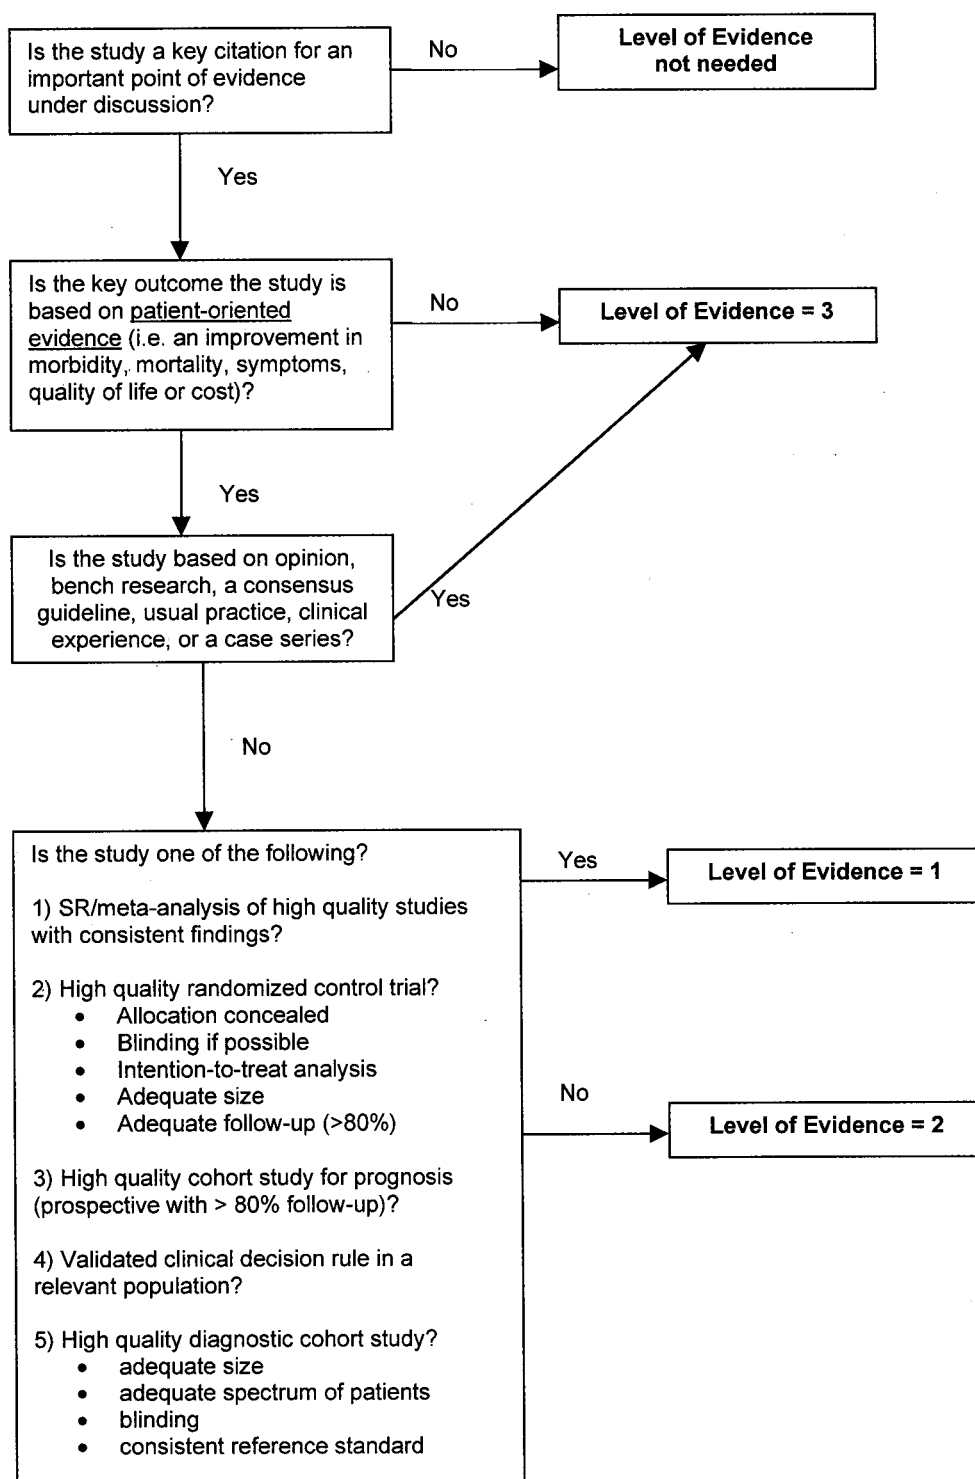 Is the study a key citation for an
important point of evidence
under discussion?
No
Level of Evidence
not needed
Yes
Is the key outcome the study is
based on patient-oriented
evidence (i.e. an improvement in
morbidity, mortality, symptoms,
quality of life or cost)?
No
Level of Evidence = 3
Yes
Is the study based on opinion,
bench research, a consensus
guideline, usual practice, clinical
experience, or a case series?
Yes
No
Is the study one of the following?
1) SR/meta-analysis of high quality studies
with consistent findings?
2) High quality randomized control trial?
• Allocation concealed
• Blinding if possible
• Intention-to-treat analysis
• Adequate size
• Adequate follow-up (>80%)
3) High quality cohort study for prognosis
(prospective with > 80% follow-up)?
4) Validated clinical decision rule in a
relevant population?
5) High quality diagnostic cohort study?
• adequate size
• adequate spectrum of patients
• blinding
• consistent reference standard
Yes
Level of Evidence = 1
No
Level of Evidence = 2